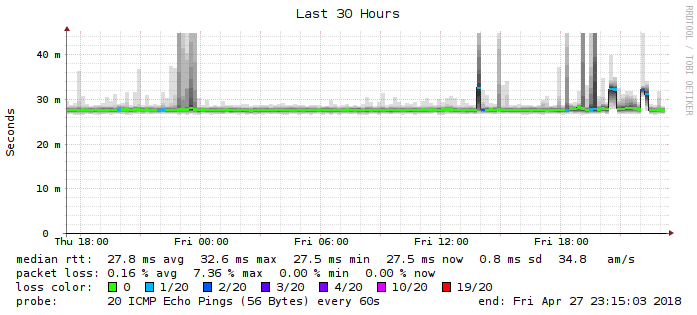 Last 30 Hours
RRDTOOL / TOBI OETIKER
Seconds
40 m
30 m
20 m
10 m
0
Thu 18:00 Fri 00:00 Fri 06:00 Fri 12:00 Fri 18:00
median rtt: 27.8 ms avg 32.6 ms max 27.5 ms min 27.5 ms now 0.8 ms sd 34.8 am/s
packet loss: 0.16 % avg 7.36 % max 0.00 % min 0.00 % now
loss color: 0 1/20 2/20 3/20 4/20 10/20 19/20
probe: 20 ICMP Echo Pings (56 Bytes) every 60s end: Fri Apr 27 23:15:03 2018